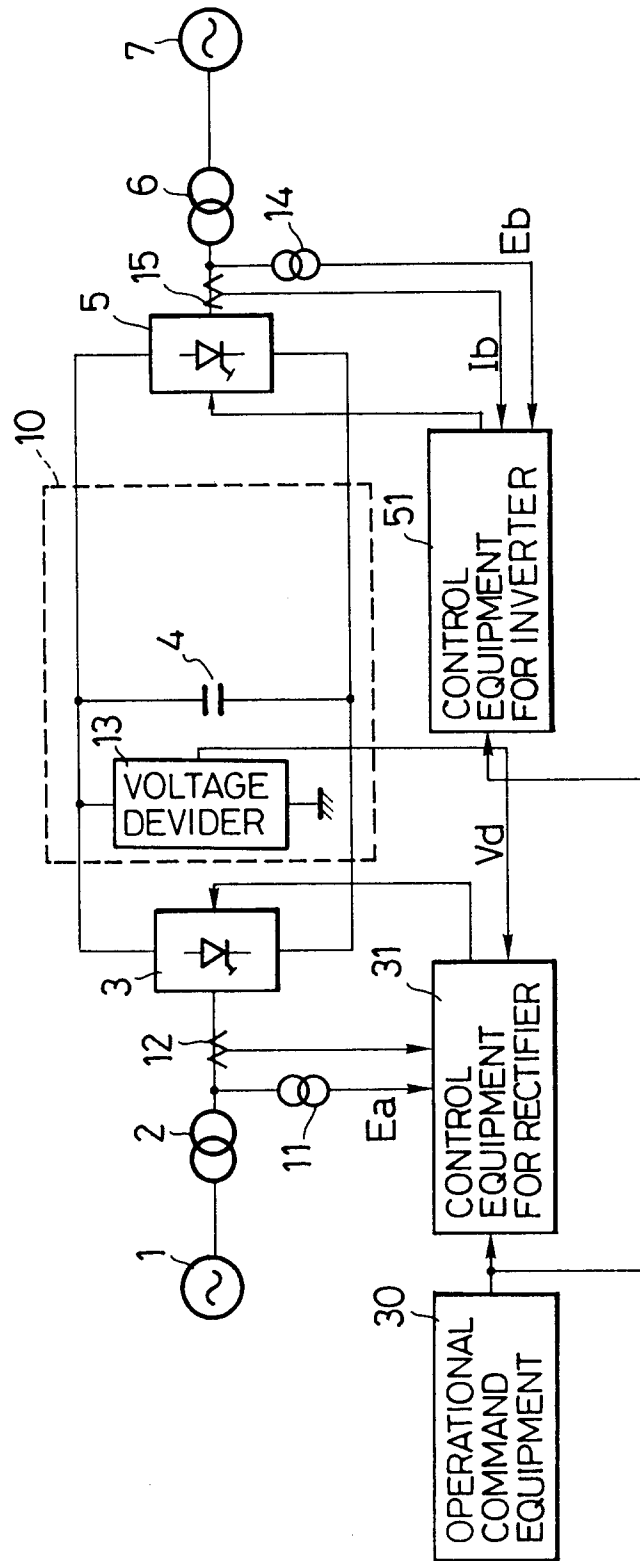 1
2
12
3
11
Ea
10
13
VOLTAGE
DEVIDER
4
5
15
6
7
14
Eb
Ib
Vd
30
OPERATIONAL
COMMAND
EQUIPMENT
31
CONTROL
EQUIPMENT
FOR RECTIFIER
51
CONTROL
EQUIPMENT
FOR INVERTER